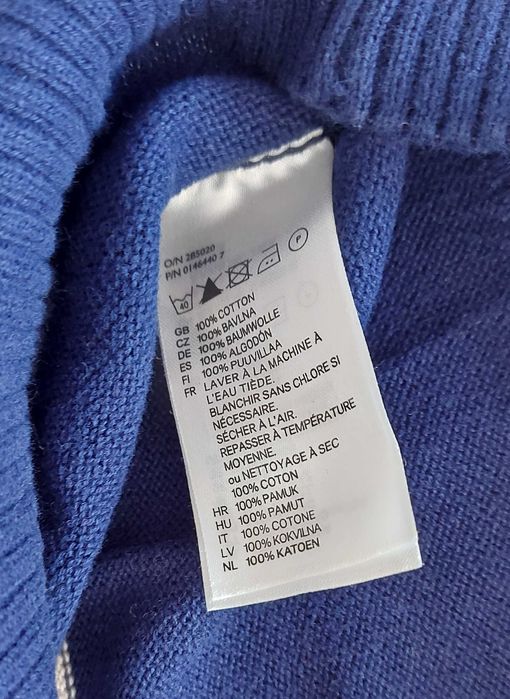 O/N 285020
P/N 0146440 7
40 P
GB 100% COTTON
CZ 100% BAVLNA
DE 100% BAUMWOLLE
ES 100% ALGODÓN
FI 100% PUUVILLAA
FR LAVER À LA MACHINE À
L'EAU TIÈDE.
BLANCHIR SANS CHLORE SI
NÉCESSAIRE.
SÉCHER À L'AIR.
REPASSER À TEMPÉRATURE
MOYENNE.
ou NETTOYAGE À SEC
100% COTON
HR 100% PAMUK
HU 100% PAMUT
IT 100% COTONE
LV 100% KOKVILNA
NL 100% KATOEN